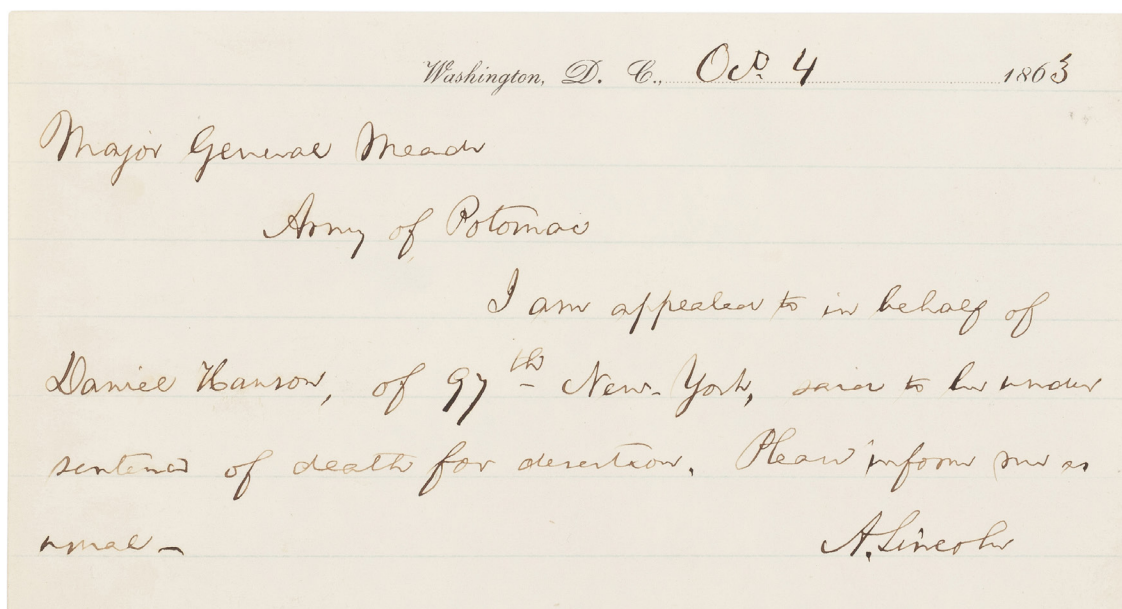 Washington, D. C., Oct. 4 1863
Major General Meade
Army of Potomac
I am appealed to in behalf of
Daniel Hanson, of 97th New-York, said to be under
sentence of death for desertion. Please inform me as
usual—
A. Lincoln